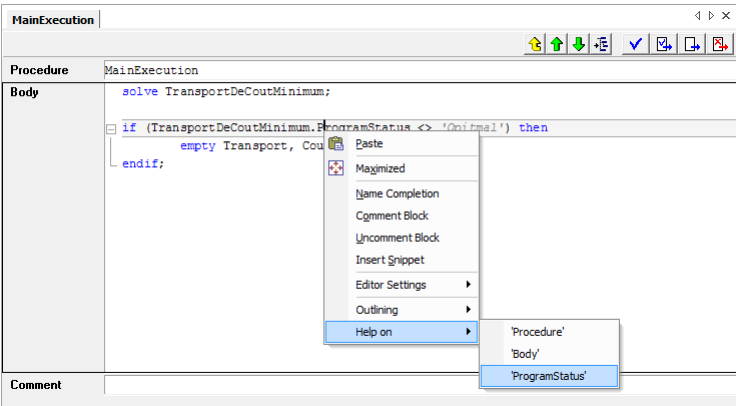 MainExecution
Procedure
MainExecution
Body
solve TransportDeCoutMinimum;
if (TransportDeCoutMinimum.ProgramStatus <> 'Opitmal') then
empty Transport, Cou
endif;
Paste
Maximized
Name Completion
Comment Block
Uncomment Block
Insert Snippet
Editor Settings
Outlining
Help on
'Procedure'
'Body'
'ProgramStatus'
Comment